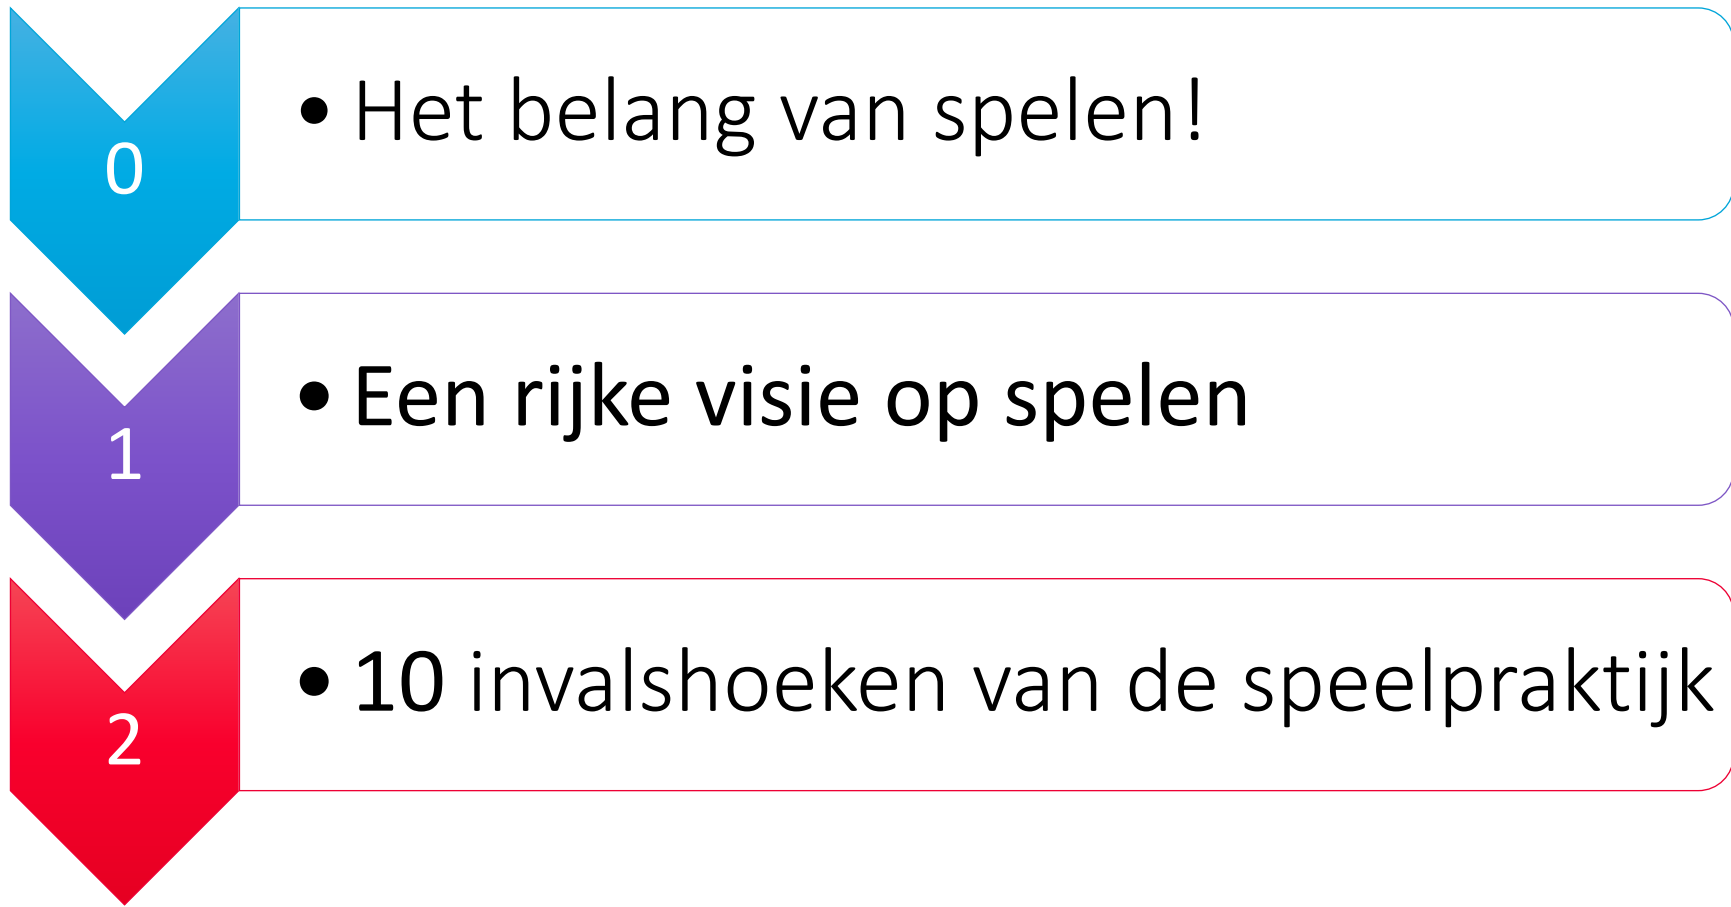 0
• Het belang van spelen!
1
• Een rijke visie op spelen
2
• 10 invalshoeken van de speelpraktijk